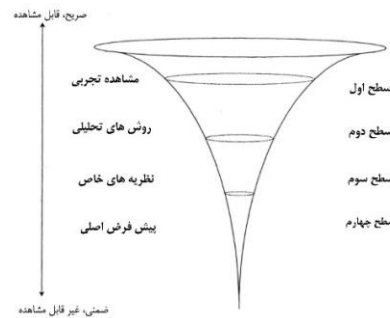 صریح، قابل مشاهده
سطح اول
مشاهده تجربی
سطح دوم
روش های تحلیلی
سطح سوم
نظریه های خاص
سطح چهارم
پیش فرض اصلی
ضمنی، غیر قابل مشاهده